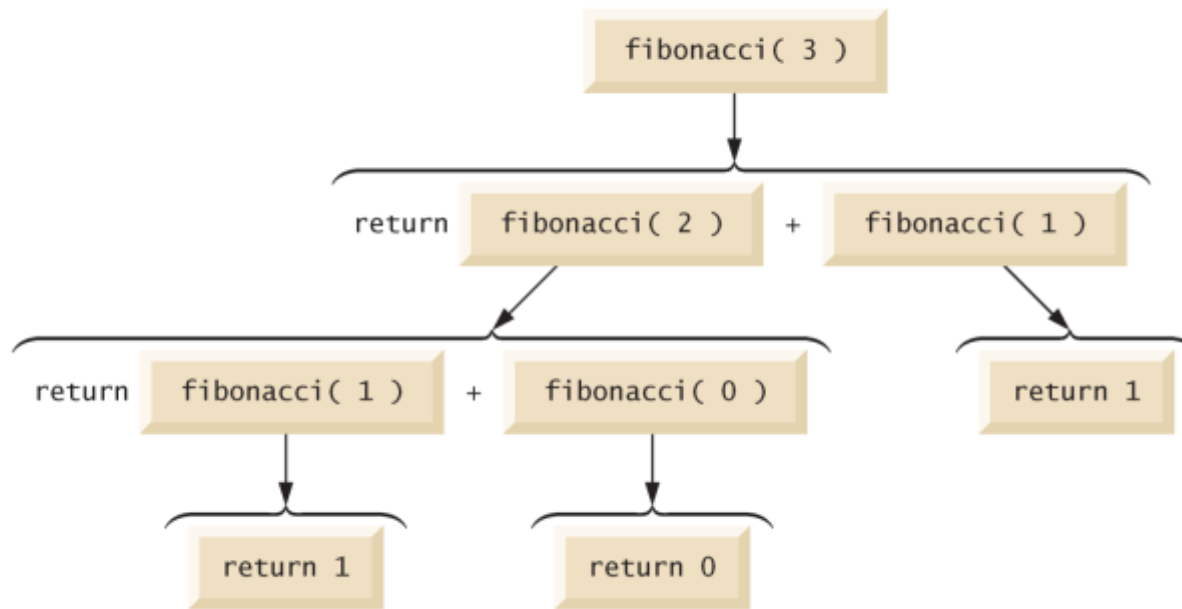 fibonacci( 3 )
return fibonacci( 2 ) + fibonacci( 1 )
return fibonacci( 1 ) + fibonacci( 0 )
return 1
return 1
return 0